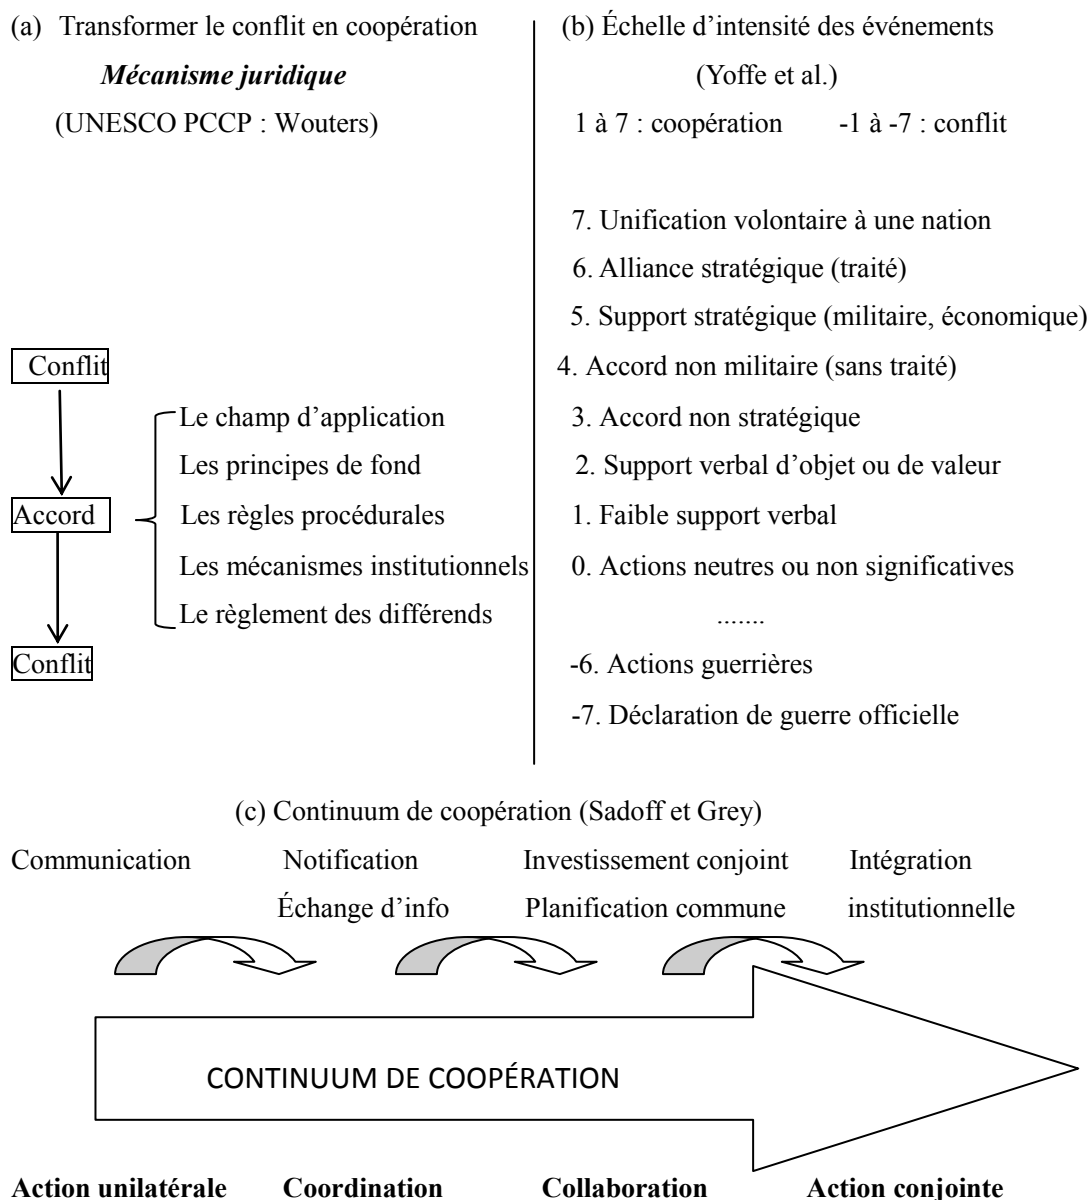 (a) Transformer le conflit en coopération
Mécanisme juridique
(UNESCO PCCP : Wouters)
Conflit
Accord
Conflit
Le champ d’application
Les principes de fond
Les règles procédurales
Les mécanismes institutionnels
Le règlement des différends
(b) Échelle d’intensité des événements
(Yoffe et al.)
1 à 7 : coopération -1 à -7 : conflit
7. Unification volontaire à une nation
6. Alliance stratégique (traité)
5. Support stratégique (militaire, économique)
4. Accord non militaire (sans traité)
3. Accord non stratégique
2. Support verbal d’objet ou de valeur
1. Faible support verbal
0. Actions neutres ou non significatives
.......
-6. Actions guerrières
-7. Déclaration de guerre officielle
(c) Continuum de coopération (Sadoff et Grey)
Communication Notification Investissement conjoint Intégration
Échange d’info Planification commune institutionnelle
CONTINUUM DE COOPÉRATION
Action unilatérale Coordination Collaboration Action conjointe